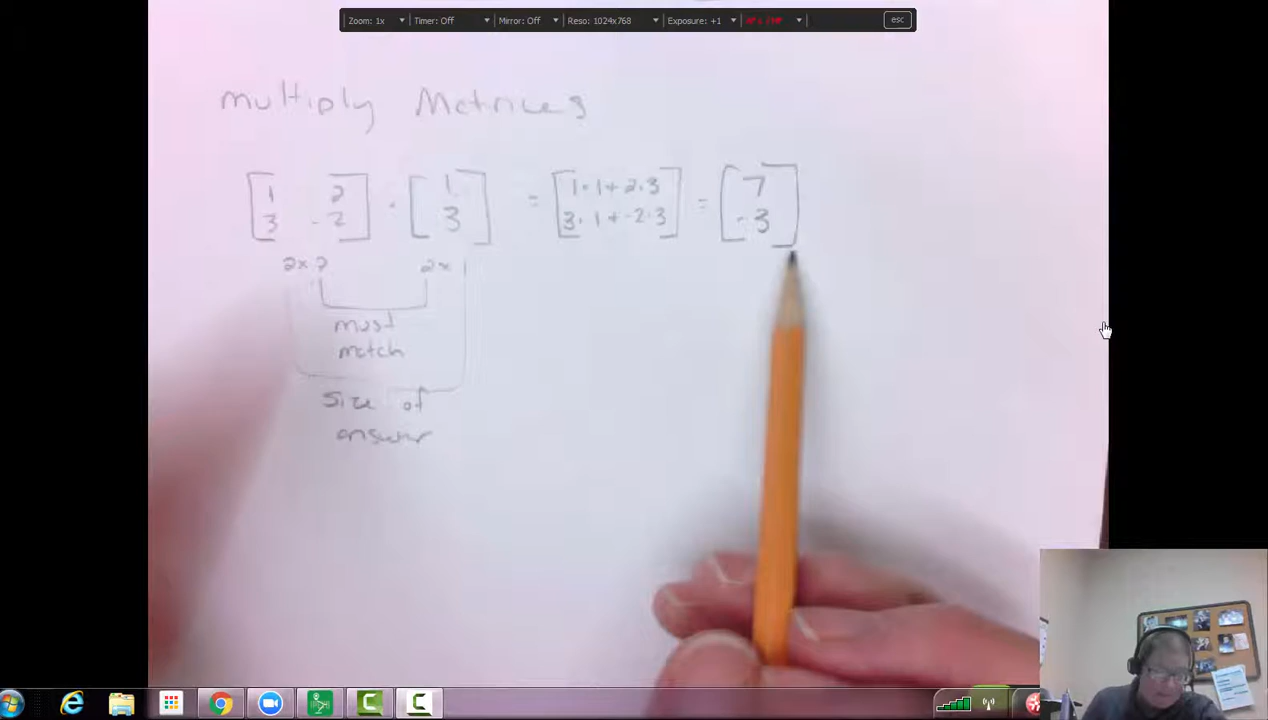 Zoom: 1x Timer: Off Mirror: Off Reso: 1024x768 Exposure: +1 esc
multiply Matrices
[1 2] · [1] = [1·1+2·3] = [7]
[3 -2] [3] [3·1+-2·3] [-3]
2x2 2x1
must
match
size of
answer